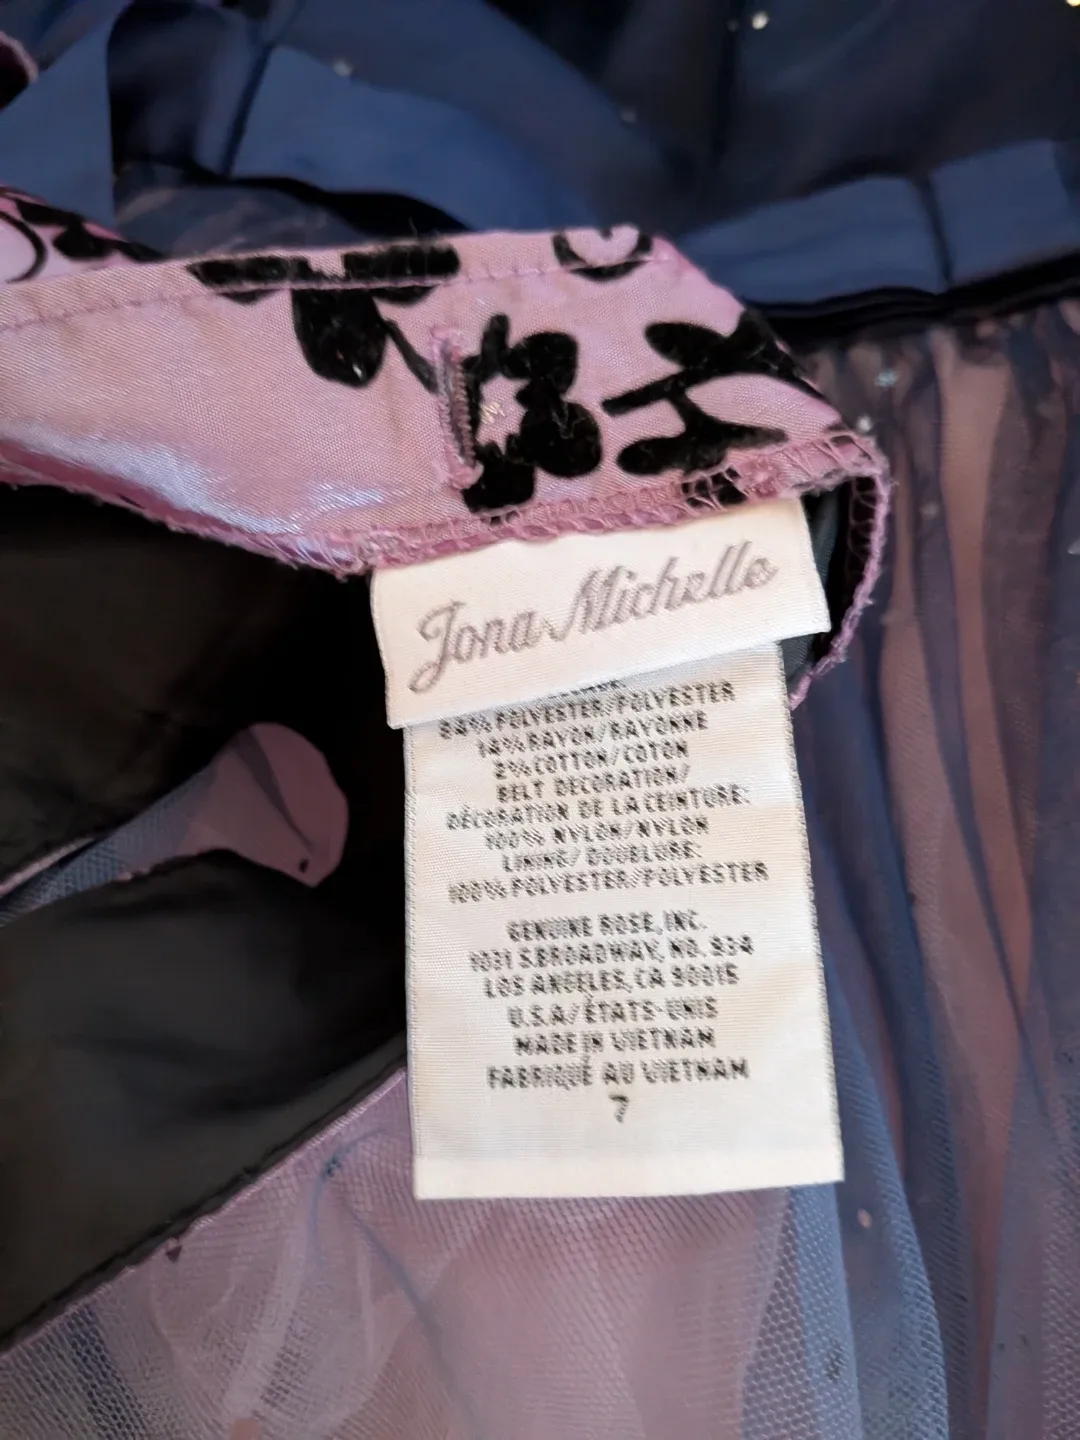 Jona Michelle
84% POLYESTER/POLYESTER
14% RAYON/RAYONNE
2% COTTON/COTON
BELT DECORATION/
DÉCORATION DE LA CEINTURE:
100% NYLON/NYLON
LINING/ DOUBLURE:
100% POLYESTER/POLYESTER
GENUINE ROSE, INC.
1031 S.BROADWAY, NO. 934
LOS ANGELES, CA 90015
U.S.A/ÉTATS-UNIS
MADE IN VIETNAM
FABRIQUÉ AU VIETNAM
7